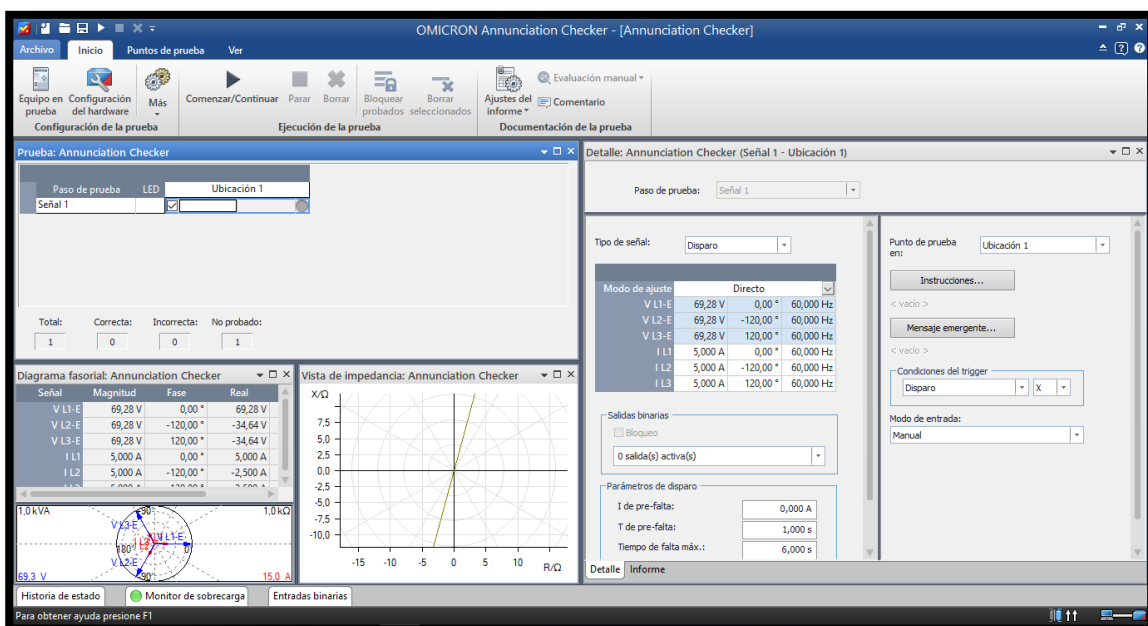 OMICRON Annunciation Checker - [Annunciation Checker]
Archivo Inicio Puntos de prueba Ver
Equipo en prueba
Configuración del hardware
Más
Configuración de la prueba
Comenzar/Continuar
Parar
Borrar
Bloquear probados
Borrar seleccionados
Ejecución de la prueba
Ajustes del informe
Evaluación manual
Comentario
Documentación de la prueba
Prueba: Annunciation Checker
Paso de prueba LED Ubicación 1
Señal 1
Total: Correcta: Incorrecta: No probado:
1 0 0 1
Diagrama fasorial: Annunciation Checker
Señal Magnitud Fase Real
V L1-E 69,28 V 0,00 ° 69,28 V
V L2-E 69,28 V -120,00 ° -34,64 V
V L3-E 69,28 V 120,00 ° -34,64 V
I L1 5,000 A 0,00 ° 5,000 A
I L2 5,000 A -120,00 ° -2,500 A
1,0 kVA 90° 1,0 kΩ
V L3-E
V L1-E
180° 0°
V L2-E
69,3 V -90° 15,0 A
Vista de impedancia: Annunciation Checker
X/Ω
7,5
5,0
2,5
0,0
-2,5
-5,0
-7,5
-10,0
-15 -10 -5 0 5 10 R/Ω
Detalle: Annunciation Checker (Señal 1 - Ubicación 1)
Paso de prueba: Señal 1
Tipo de señal: Disparo
Modo de ajuste Directo
V L1-E 69,28 V 0,00 ° 60,000 Hz
V L2-E 69,28 V -120,00 ° 60,000 Hz
V L3-E 69,28 V 120,00 ° 60,000 Hz
I L1 5,000 A 0,00 ° 60,000 Hz
I L2 5,000 A -120,00 ° 60,000 Hz
I L3 5,000 A 120,00 ° 60,000 Hz
Salidas binarias
Bloqueo
0 salida(s) activa(s)
Parámetros de disparo
I de pre-falta: 0,000 A
T de pre-falta: 1,000 s
Tiempo de falta máx.: 6,000 s
Punto de prueba en: Ubicación 1
Instrucciones...
< vacío >
Mensaje emergente...
< vacío >
Condiciones del trigger
Disparo X
Modo de entrada:
Manual
Detalle Informe
Historia de estado Monitor de sobrecarga Entradas binarias
Para obtener ayuda presione F1